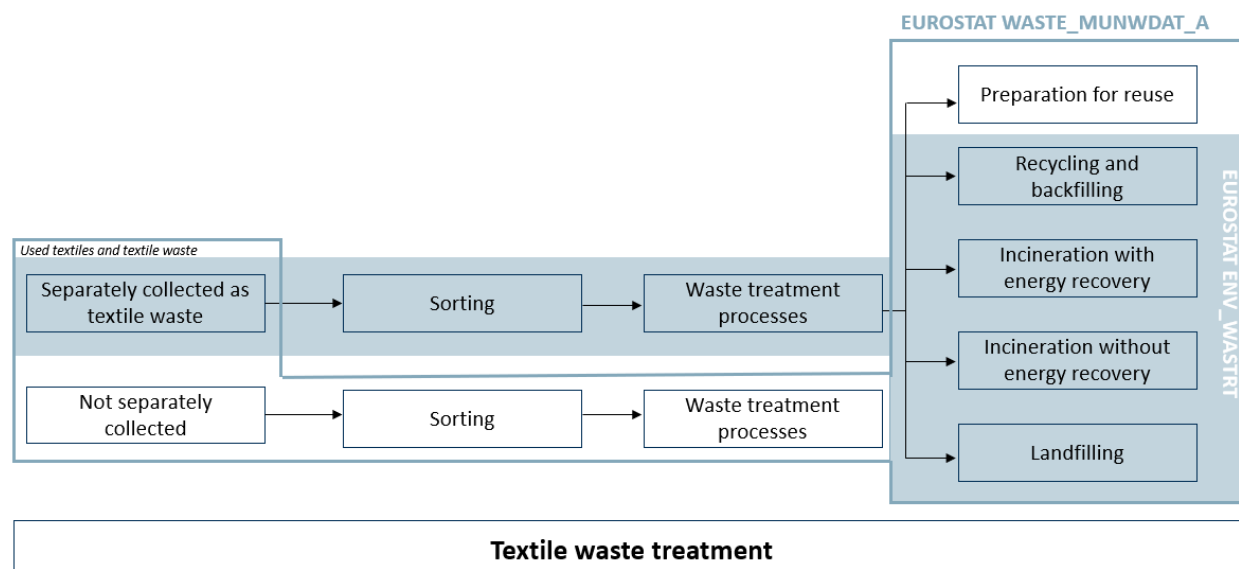 EUROSTAT WASTE_MUNWDAT_A
Preparation for reuse
Recycling and
backfilling
EUROSTAT ENV_WASTRT
Used textiles and textile waste
Separately collected as
textile waste
Sorting
Waste treatment
processes
Incineration with
energy recovery
Incineration without
energy recovery
Not separately
collected
Sorting
Waste treatment
processes
Landfilling
Textile waste treatment